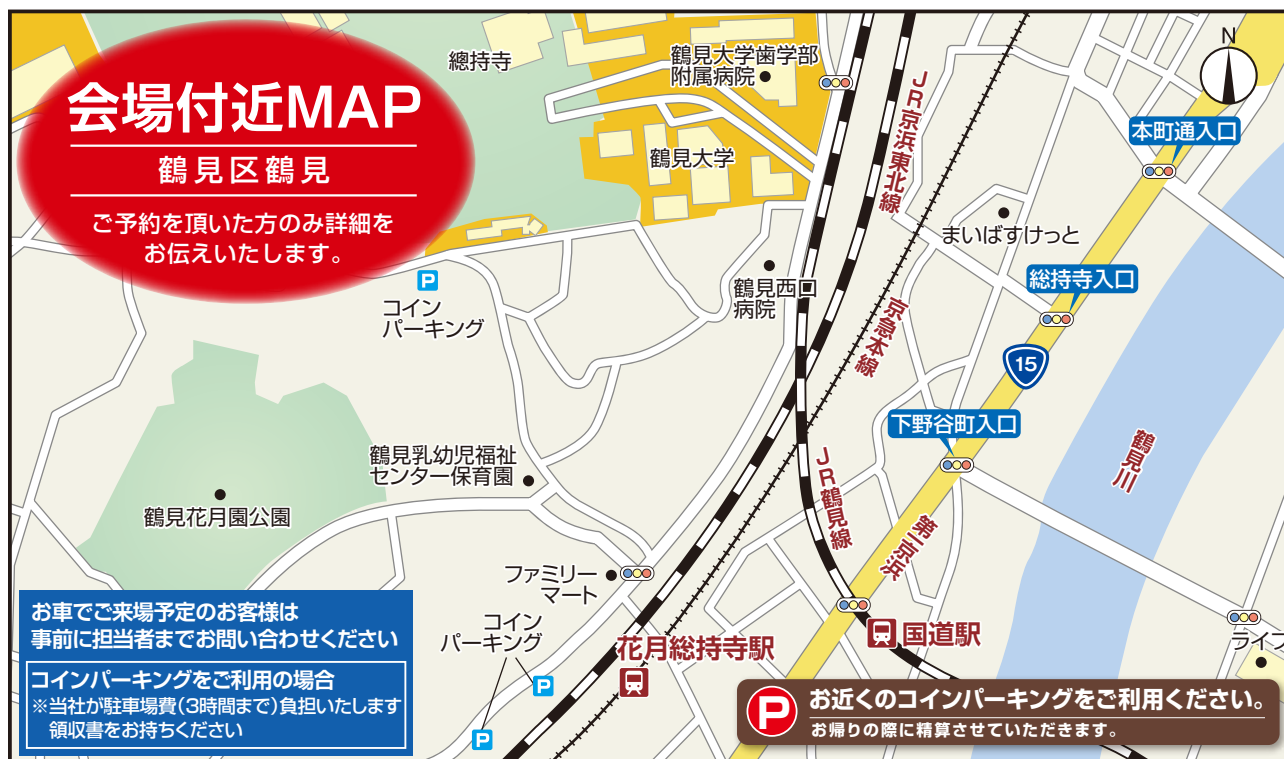 会場付近MAP
鶴見区鶴見
ご予約を頂いた方のみ詳細を
お伝えいたします。
總持寺
鶴見大学歯学部
附属病院
鶴見大学
N
JR京浜東北線
本町通入口
まいばすけっと
総持寺入口
P
コイン
パーキング
鶴見西口
病院
京急本線
15
下野谷町入口
鶴見川
鶴見乳幼児福祉
センター保育園
JR鶴見線
鶴見花月園公園
第一京浜
ファミリー
マート
コイン
パーキング
P
P
花月総持寺駅
国道駅
ライフ
お車でご来場予定のお客様は
事前に担当者までお問い合わせください
コインパーキングをご利用の場合
※当社が駐車場費(3時間まで)負担いたします
領収書をお持ちください
P
お近くのコインパーキングをご利用ください。
お帰りの際に精算させていただきます。